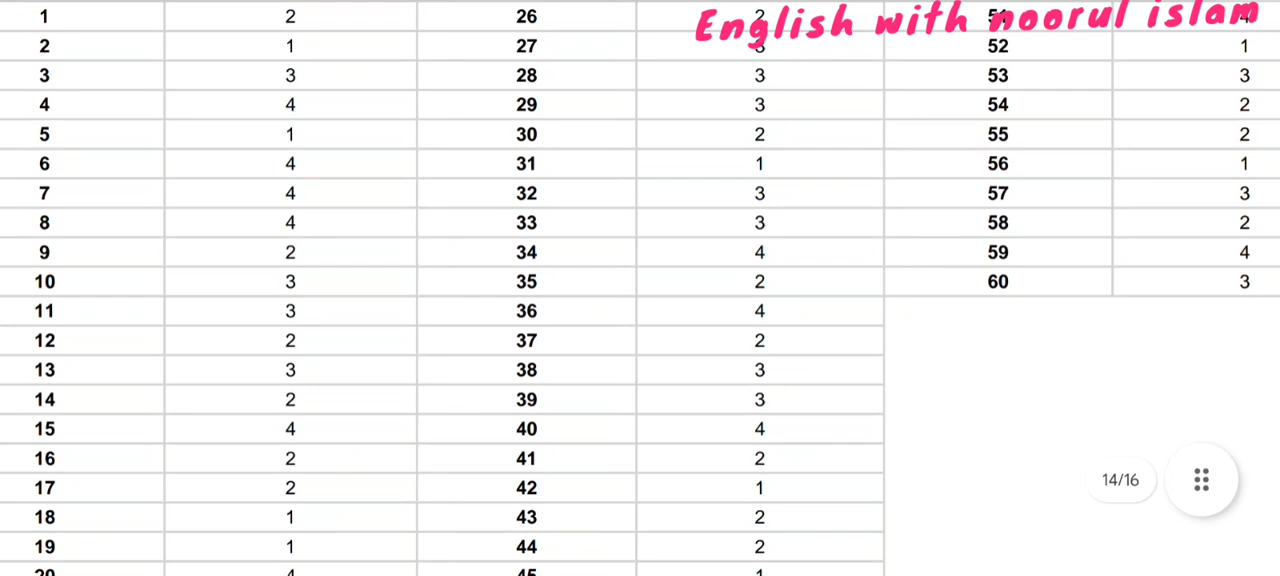 1 2 26 2 English with noorul islam
2 1 27 3 52 1
3 3 28 3 53 3
4 4 29 3 54 2
5 1 30 2 55 2
6 4 31 1 56 1
7 4 32 3 57 3
8 4 33 3 58 2
9 2 34 4 59 4
10 3 35 2 60 3
11 3 36 4
12 2 37 2
13 3 38 3
14 2 39 3
15 4 40 4
16 2 41 2
17 2 42 1 14/16
18 1 43 2
19 1 44 2